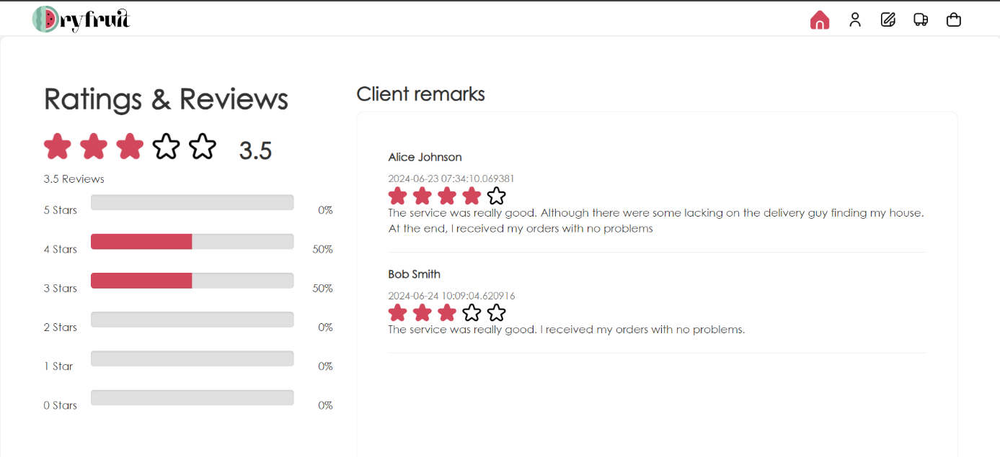 Dryfruit
Ratings & Reviews
3.5
3.5 Reviews
5 Stars 0%
4 Stars 50%
3 Stars 50%
2 Stars 0%
1 Star 0%
0 Stars 0%
Client remarks
Alice Johnson
2024-06-23 07:34:10.069381
The service was really good. Although there were some lacking on the delivery guy finding my house.
At the end, I received my orders with no problems
Bob Smith
2024-06-24 10:09:04.620916
The service was really good. I received my orders with no problems.